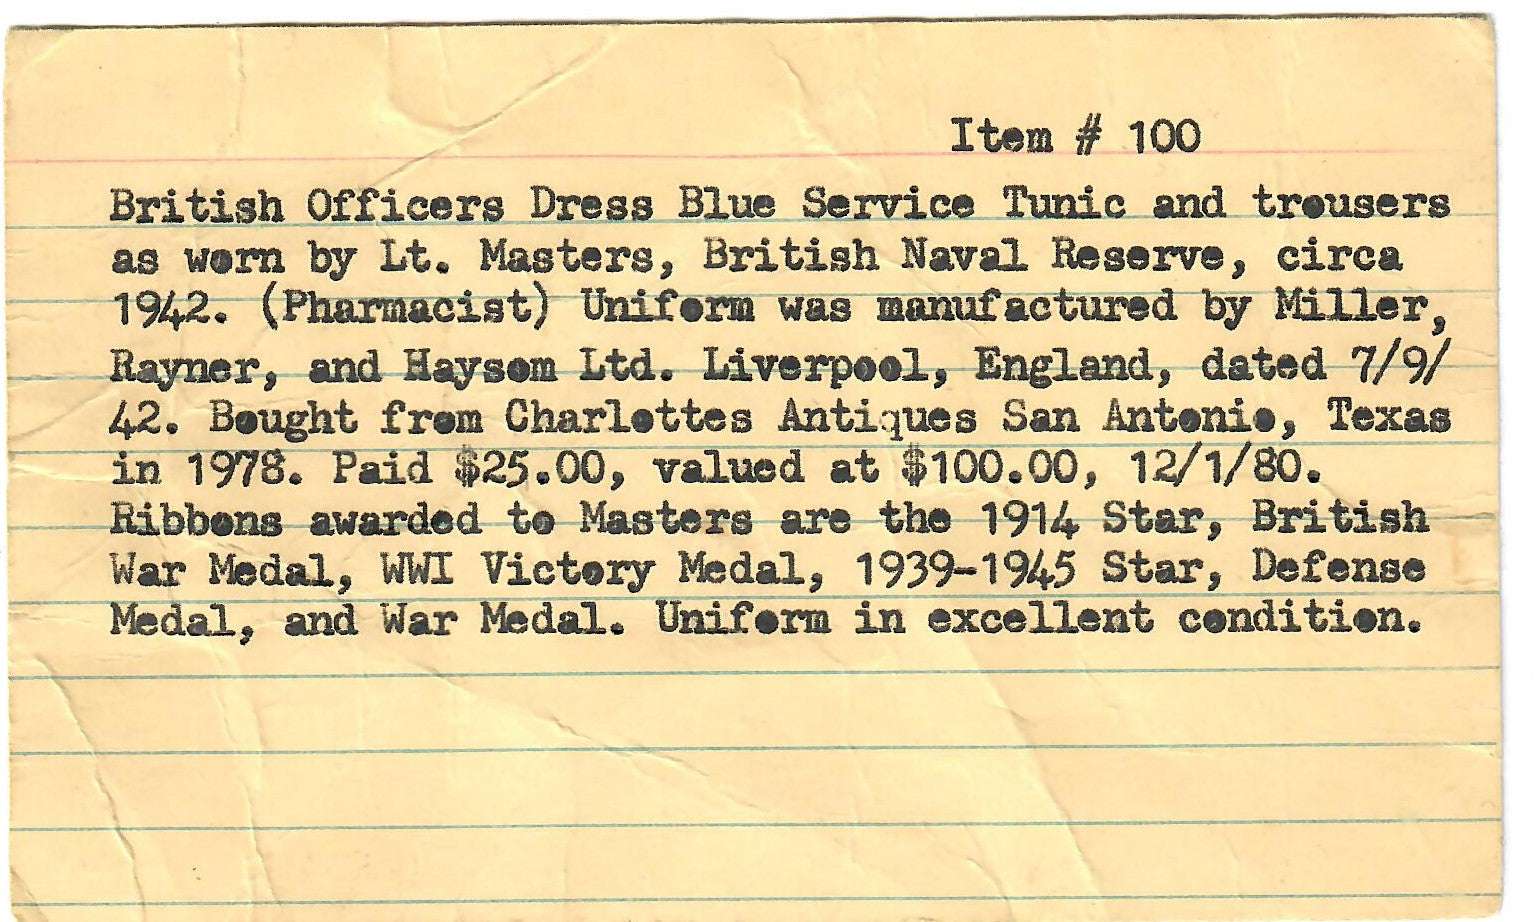 Item # 100
British Officers Dress Blue Service Tunic and trousers
as worn by Lt. Masters, British Naval Reserve, circa
1942. (Pharmacist) Uniform was manufactured by Miller,
Rayner, and Haysom Ltd. Liverpool, England, dated 7/9/
42. Bought from Charlottes Antiques San Antonio, Texas
in 1978. Paid $25.00, valued at $100.00, 12/1/80.
Ribbons awarded to Masters are the 1914 Star, British
War Medal, WWI Victory Medal, 1939-1945 Star, Defense
Medal, and War Medal. Uniform in excellent condition.